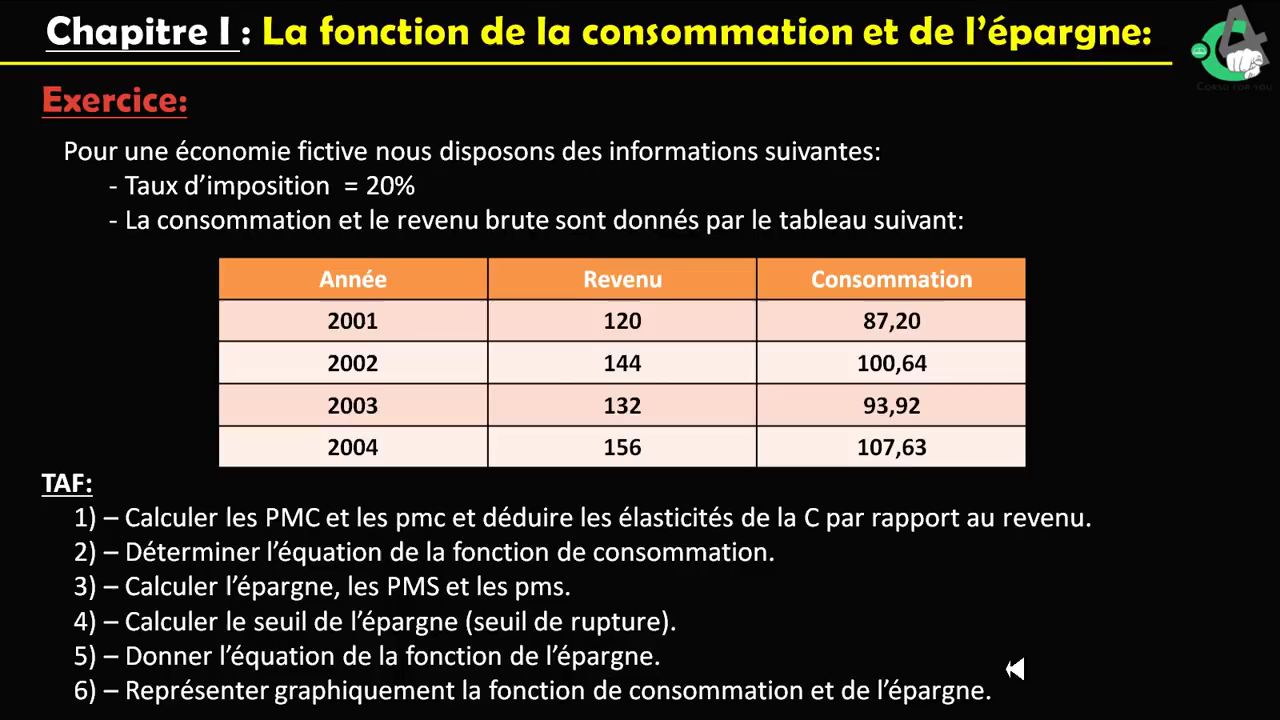 Chapitre I : La fonction de la consommation et de l'épargne:
CORSO FOR YOU
Exercice:
Pour une économie fictive nous disposons des informations suivantes:
- Taux d'imposition = 20%
- La consommation et le revenu brute sont donnés par le tableau suivant:
Année Revenu Consommation
2001 120 87,20
2002 144 100,64
2003 132 93,92
2004 156 107,63
TAF:
1) – Calculer les PMC et les pmc et déduire les élasticités de la C par rapport au revenu.
2) – Déterminer l'équation de la fonction de consommation.
3) – Calculer l'épargne, les PMS et les pms.
4) – Calculer le seuil de l'épargne (seuil de rupture).
5) – Donner l'équation de la fonction de l'épargne.
6) – Représenter graphiquement la fonction de consommation et de l'épargne.